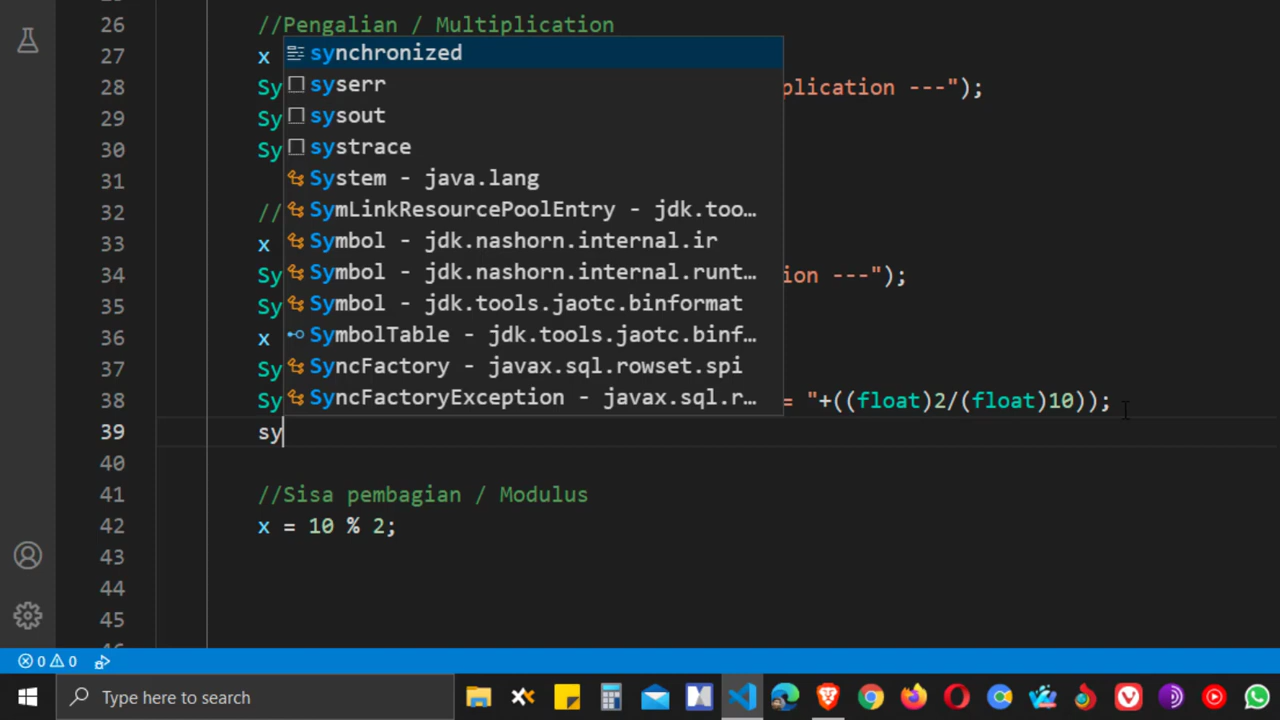 26 //Pengalian / Multiplication
27 x
28 Sy plication ---");
29 Sy
30 Sy
31
32 //
33 x
34 Sy ion ---");
35 Sy
36 x
37 Sy
38 Sy = "+((float)2/(float)10));
39 sy
40
41 //Sisa pembagian / Modulus
42 x = 10 % 2;
43
44
45
synchronized
syserr
sysout
systrace
System - java.lang
SymLinkResourcePoolEntry - jdk.too…
Symbol - jdk.nashorn.internal.ir
Symbol - jdk.nashorn.internal.runt…
Symbol - jdk.tools.jaotc.binformat
SymbolTable - jdk.tools.jaotc.binf…
SyncFactory - javax.sql.rowset.spi
SyncFactoryException - javax.sql.r…
0 0
Type here to search